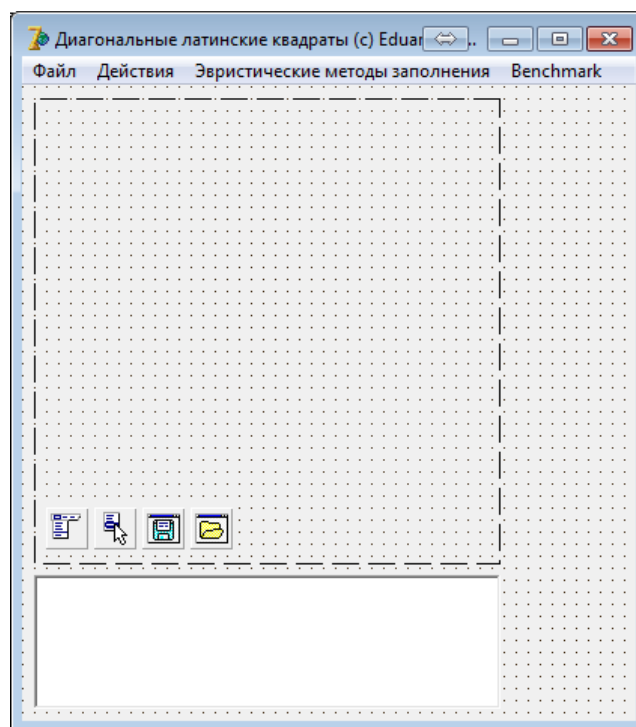 Диагональные латинские квадраты (c) Eduar ..
Файл Действия Эвристические методы заполнения Benchmark